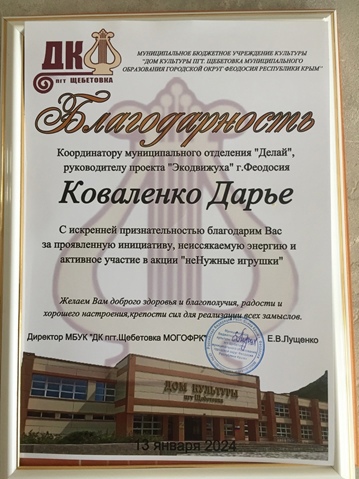 ДК
пгт ЩЕБЕТОВКА
МУНИЦИПАЛЬНОЕ БЮДЖЕТНОЕ УЧРЕЖДЕНИЕ КУЛЬТУРЫ
"ДОМ КУЛЬТУРЫ ПГТ. ЩЕБЕТОВКА МУНИЦИПАЛЬНОГО
ОБРАЗОВАНИЯ ГОРОДСКОЙ ОКРУГ ФЕОДОСИЯ РЕСПУБЛИКИ КРЫМ"
Благодарность
Координатору муниципального отделения "Делай",
руководителю проекта "Экодвижуха" г.Феодосия
Коваленко Дарье
С искренней признательностью благодарим Вас
за проявленную инициативу, неиссякаемую энергию и
активное участие в акции "неНужные игрушки"
Желаем Вам доброго здоровья и благополучия, радости и
хорошего настроения,крепости сил для реализации всех замыслов.
Директор МБУК "ДК пгт.Щебетовка МОГОФРК" Е.В.Лущенко
ДОМ КУЛЬТУРЫ
пгт Щебетовка
13 января 2024